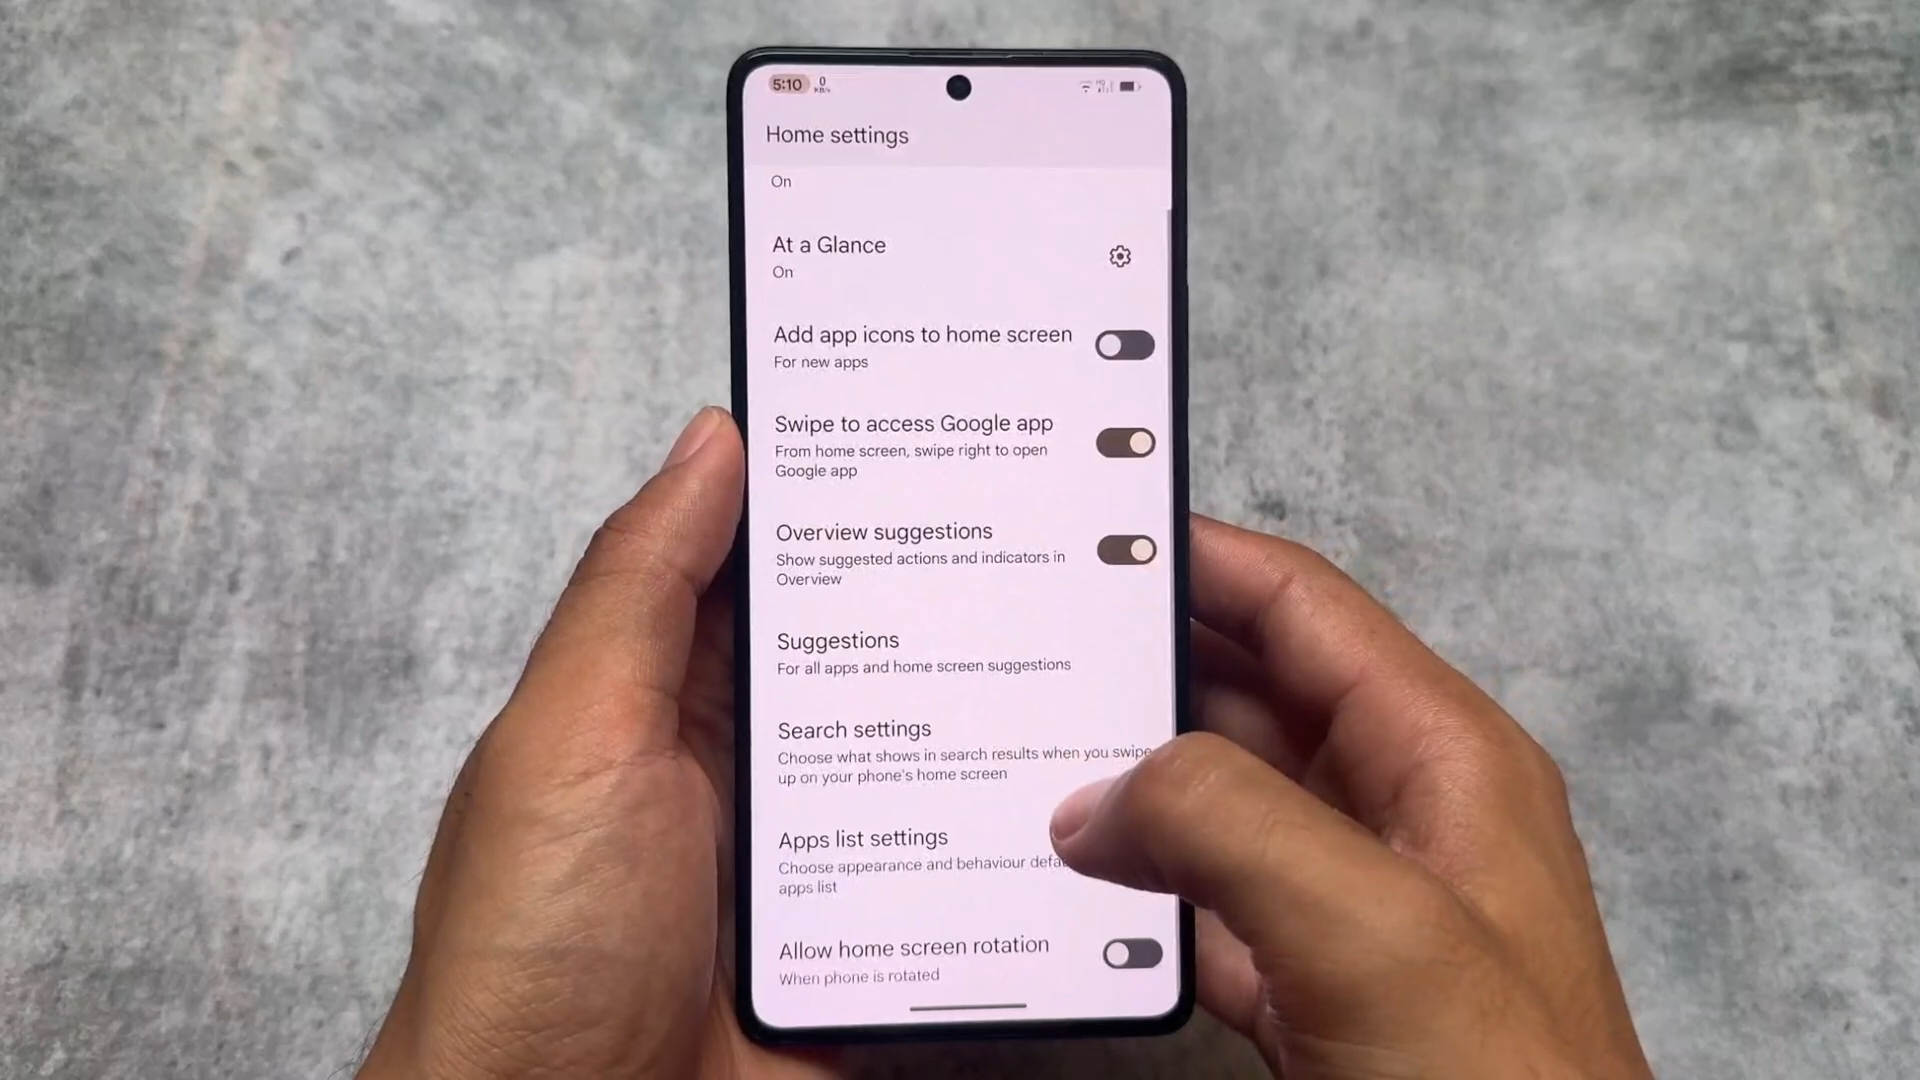 5:10
0
KB/s
Home settings
On
At a Glance
On
Add app icons to home screen
For new apps
Swipe to access Google app
From home screen, swipe right to open
Google app
Overview suggestions
Show suggested actions and indicators in
Overview
Suggestions
For all apps and home screen suggestions
Search settings
Choose what shows in search results when you swipe
up on your phone's home screen
Apps list settings
Choose appearance and behaviour
apps list
Allow home screen rotation
When phone is rotated